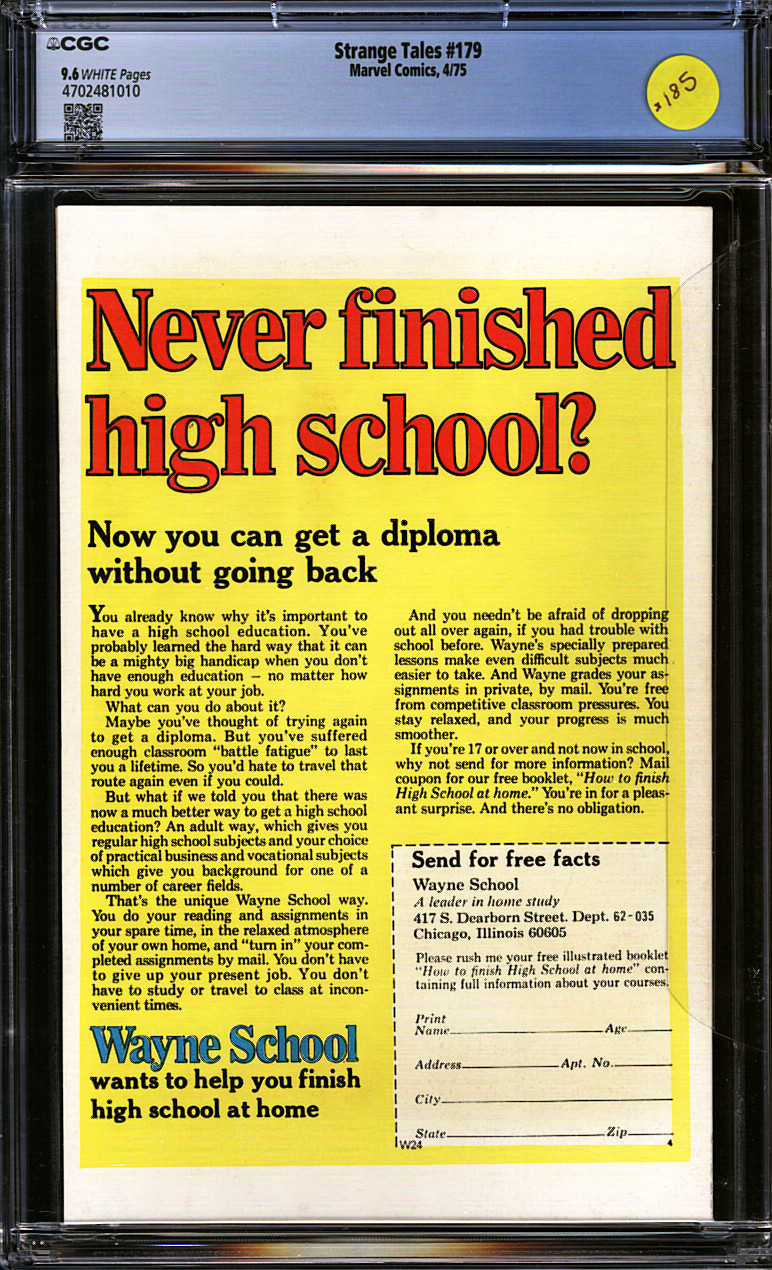 CGC
9.6 WHITE Pages
4702481010
Strange Tales #179
Marvel Comics, 4/75
$185
Never finished
high school?
Now you can get a diploma
without going back
You already know why it's important to
have a high school education. You've
probably learned the hard way that it can
be a mighty big handicap when you don't
have enough education – no matter how
hard you work at your job.
What can you do about it?
Maybe you've thought of trying again
to get a diploma. But you've suffered
enough classroom "battle fatigue" to last
you a lifetime. So you'd hate to travel that
route again even if you could.
But what if we told you that there was
now a much better way to get a high school
education? An adult way, which gives you
regular high school subjects and your choice
of practical business and vocational subjects
which give you background for one of a
number of career fields.
That's the unique Wayne School way.
You do your reading and assignments in
your spare time, in the relaxed atmosphere
of your own home, and "turn in" your com-
pleted assignments by mail. You don't have
to give up your present job. You don't
have to study or travel to class at incon-
venient times.
Wayne School
wants to help you finish
high school at home
And you needn't be afraid of dropping
out all over again, if you had trouble with
school before. Wayne's specially prepared
lessons make even difficult subjects much
easier to take. And Wayne grades your as-
signments in private, by mail. You're free
from competitive classroom pressures. You
stay relaxed, and your progress is much
smoother.
If you're 17 or over and not now in school,
why not send for more information? Mail
coupon for our free booklet, "How to finish
High School at home." You're in for a pleas-
ant surprise. And there's no obligation.
Send for free facts
Wayne School
A leader in home study
417 S. Dearborn Street. Dept. 62-035
Chicago, Illinois 60605
Please rush me your free illustrated booklet
"How to finish High School at home" con-
taining full information about your courses.
Print
Name Age
Address Apt. No.
City
State Zip
W24 4